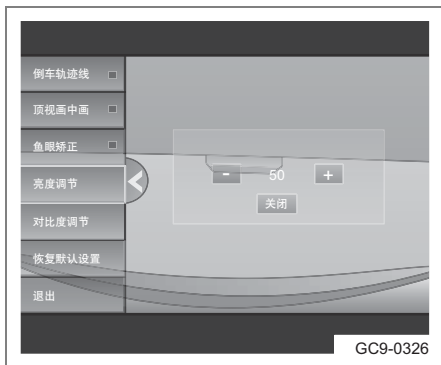 倒车轨迹线
顶视画中画
鱼眼矫正
亮度调节
- 50 +
关闭
对比度调节
恢复默认设置
退出
GC9-0326